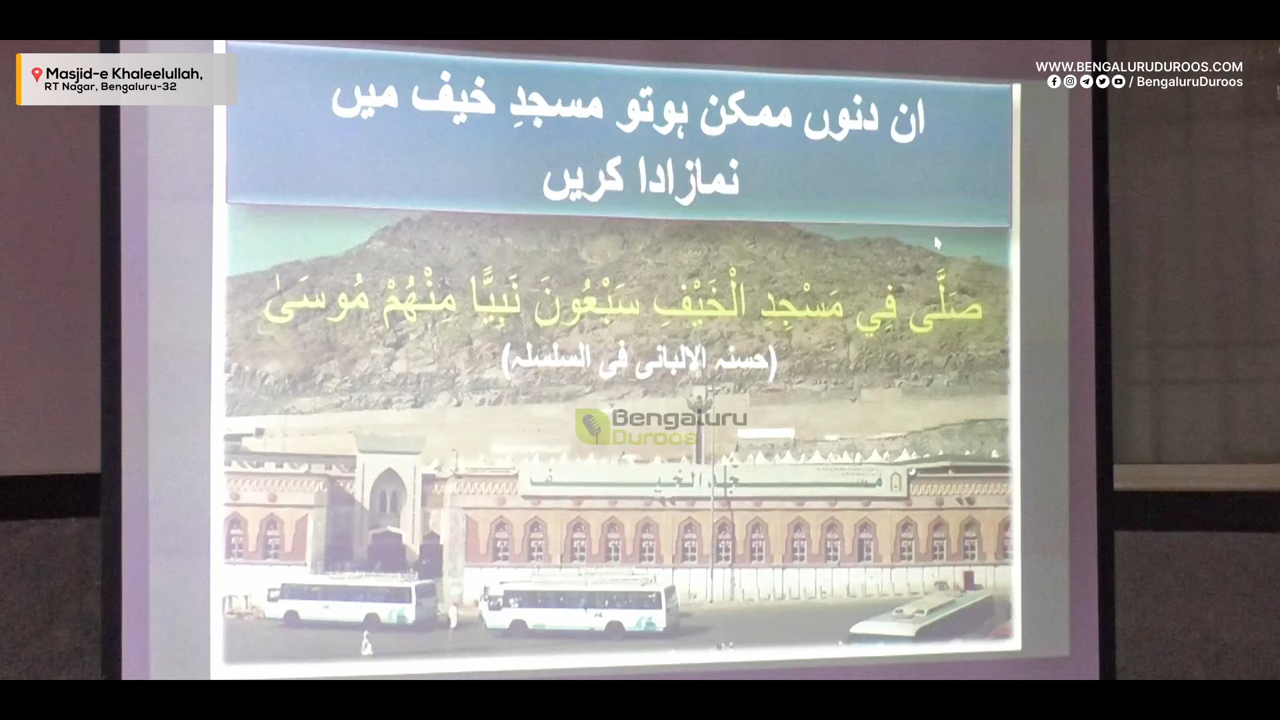 Masjid-e Khaleelullah,
RT Nagar, Bengaluru-32
WWW.BENGALURUDUROOS.COM
/ BengaluruDuroos
ان دنوں ممکن ہوتو مسجدِ خیف میں
نمازادا کریں
صَلَّى فِي مَسْجِدِ الْخَيْفِ سَبْعُونَ نَبِيًّا مِنْهُمْ مُوسَىٰ
(حسنہ الالبانی فی السلسلہ)
Bengaluru
Duroos
مسجد الخيف